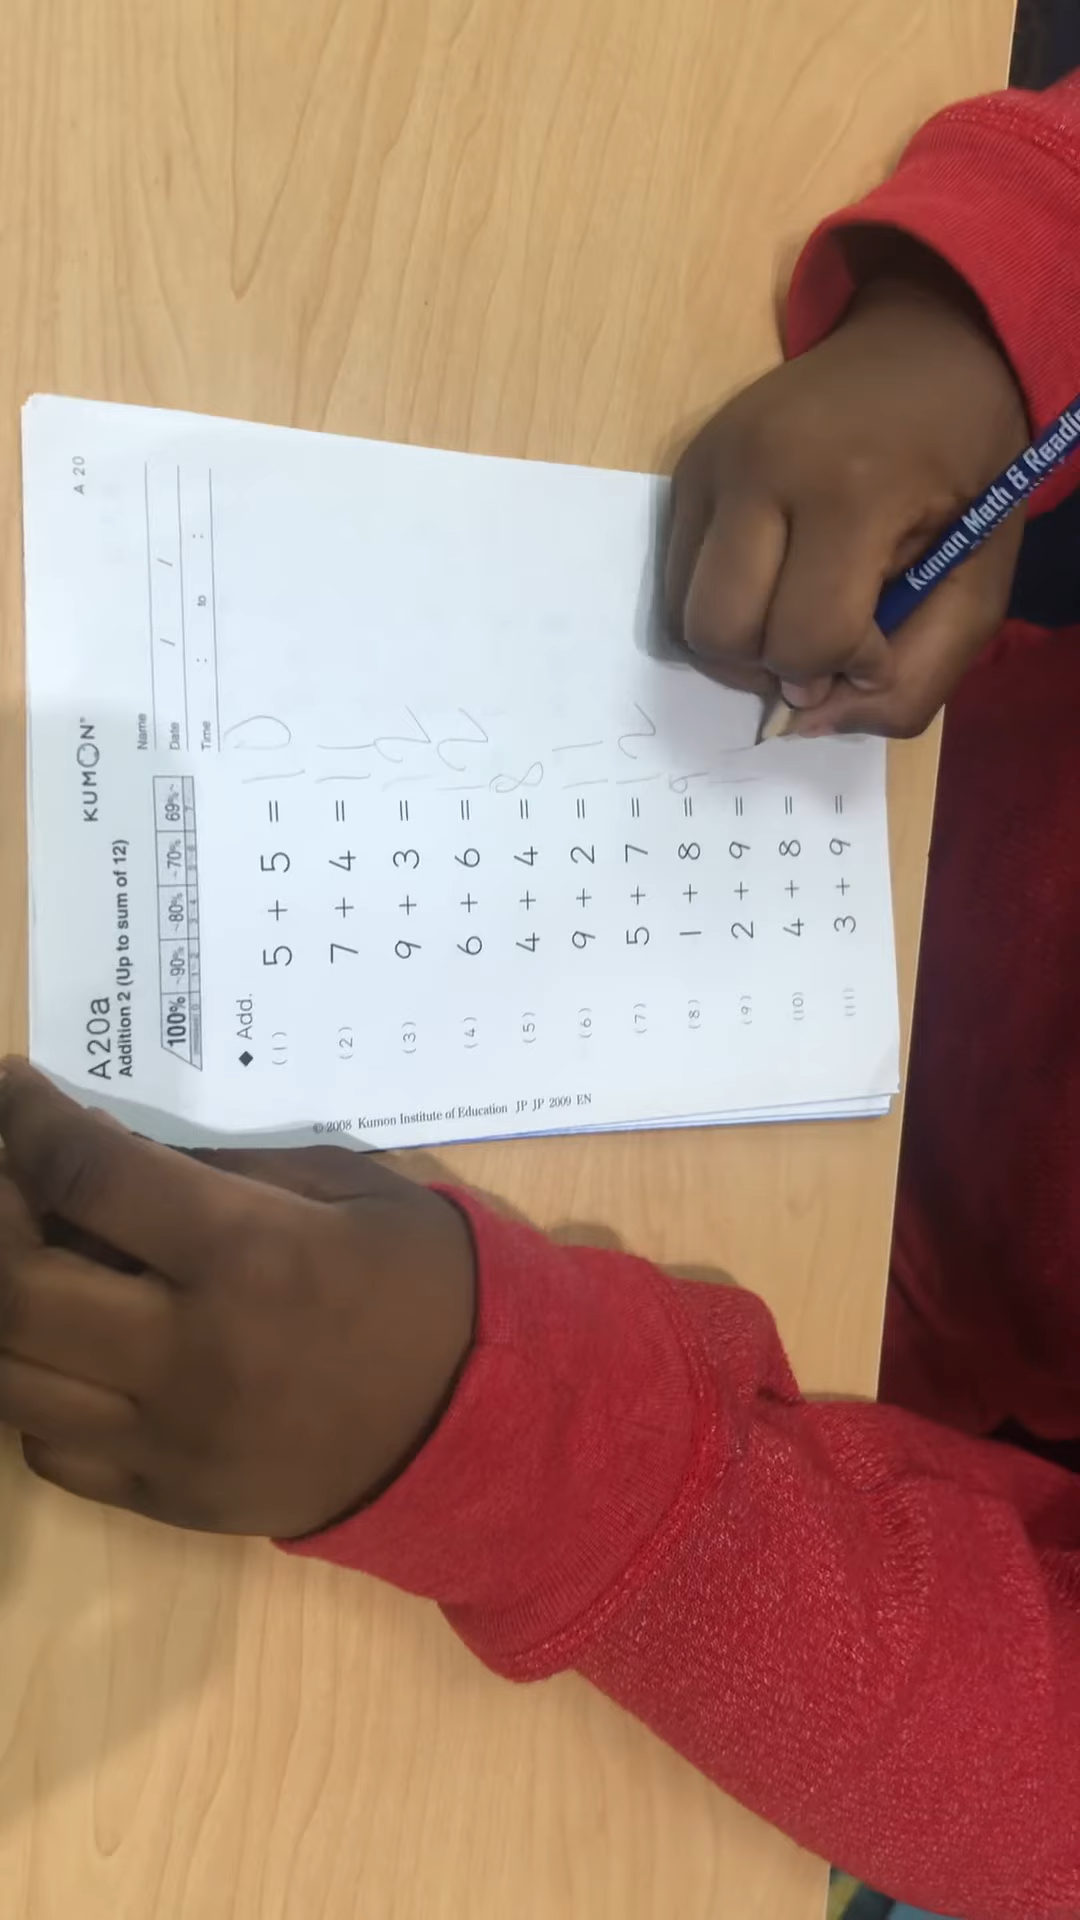 A20a KUMON® A 20
Addition 2 (Up to sum of 12)
Name
Date / /
Time : to :
100% ~90% ~80% ~70% 69%~
◆ Add.
(1) 5 + 5 = 10
(2) 7 + 4 = 11
(3) 9 + 3 = 12
(4) 6 + 6 = 12
(5) 4 + 4 = 8
(6) 9 + 2 = 11
(7) 5 + 7 = 12
(8) 1 + 8 = 9
(9) 2 + 9 = 1
(10) 4 + 8 =
(11) 3 + 9 =
© 2008 Kumon Institute of Education JP JP 2009 EN
Kumon Math & Readi